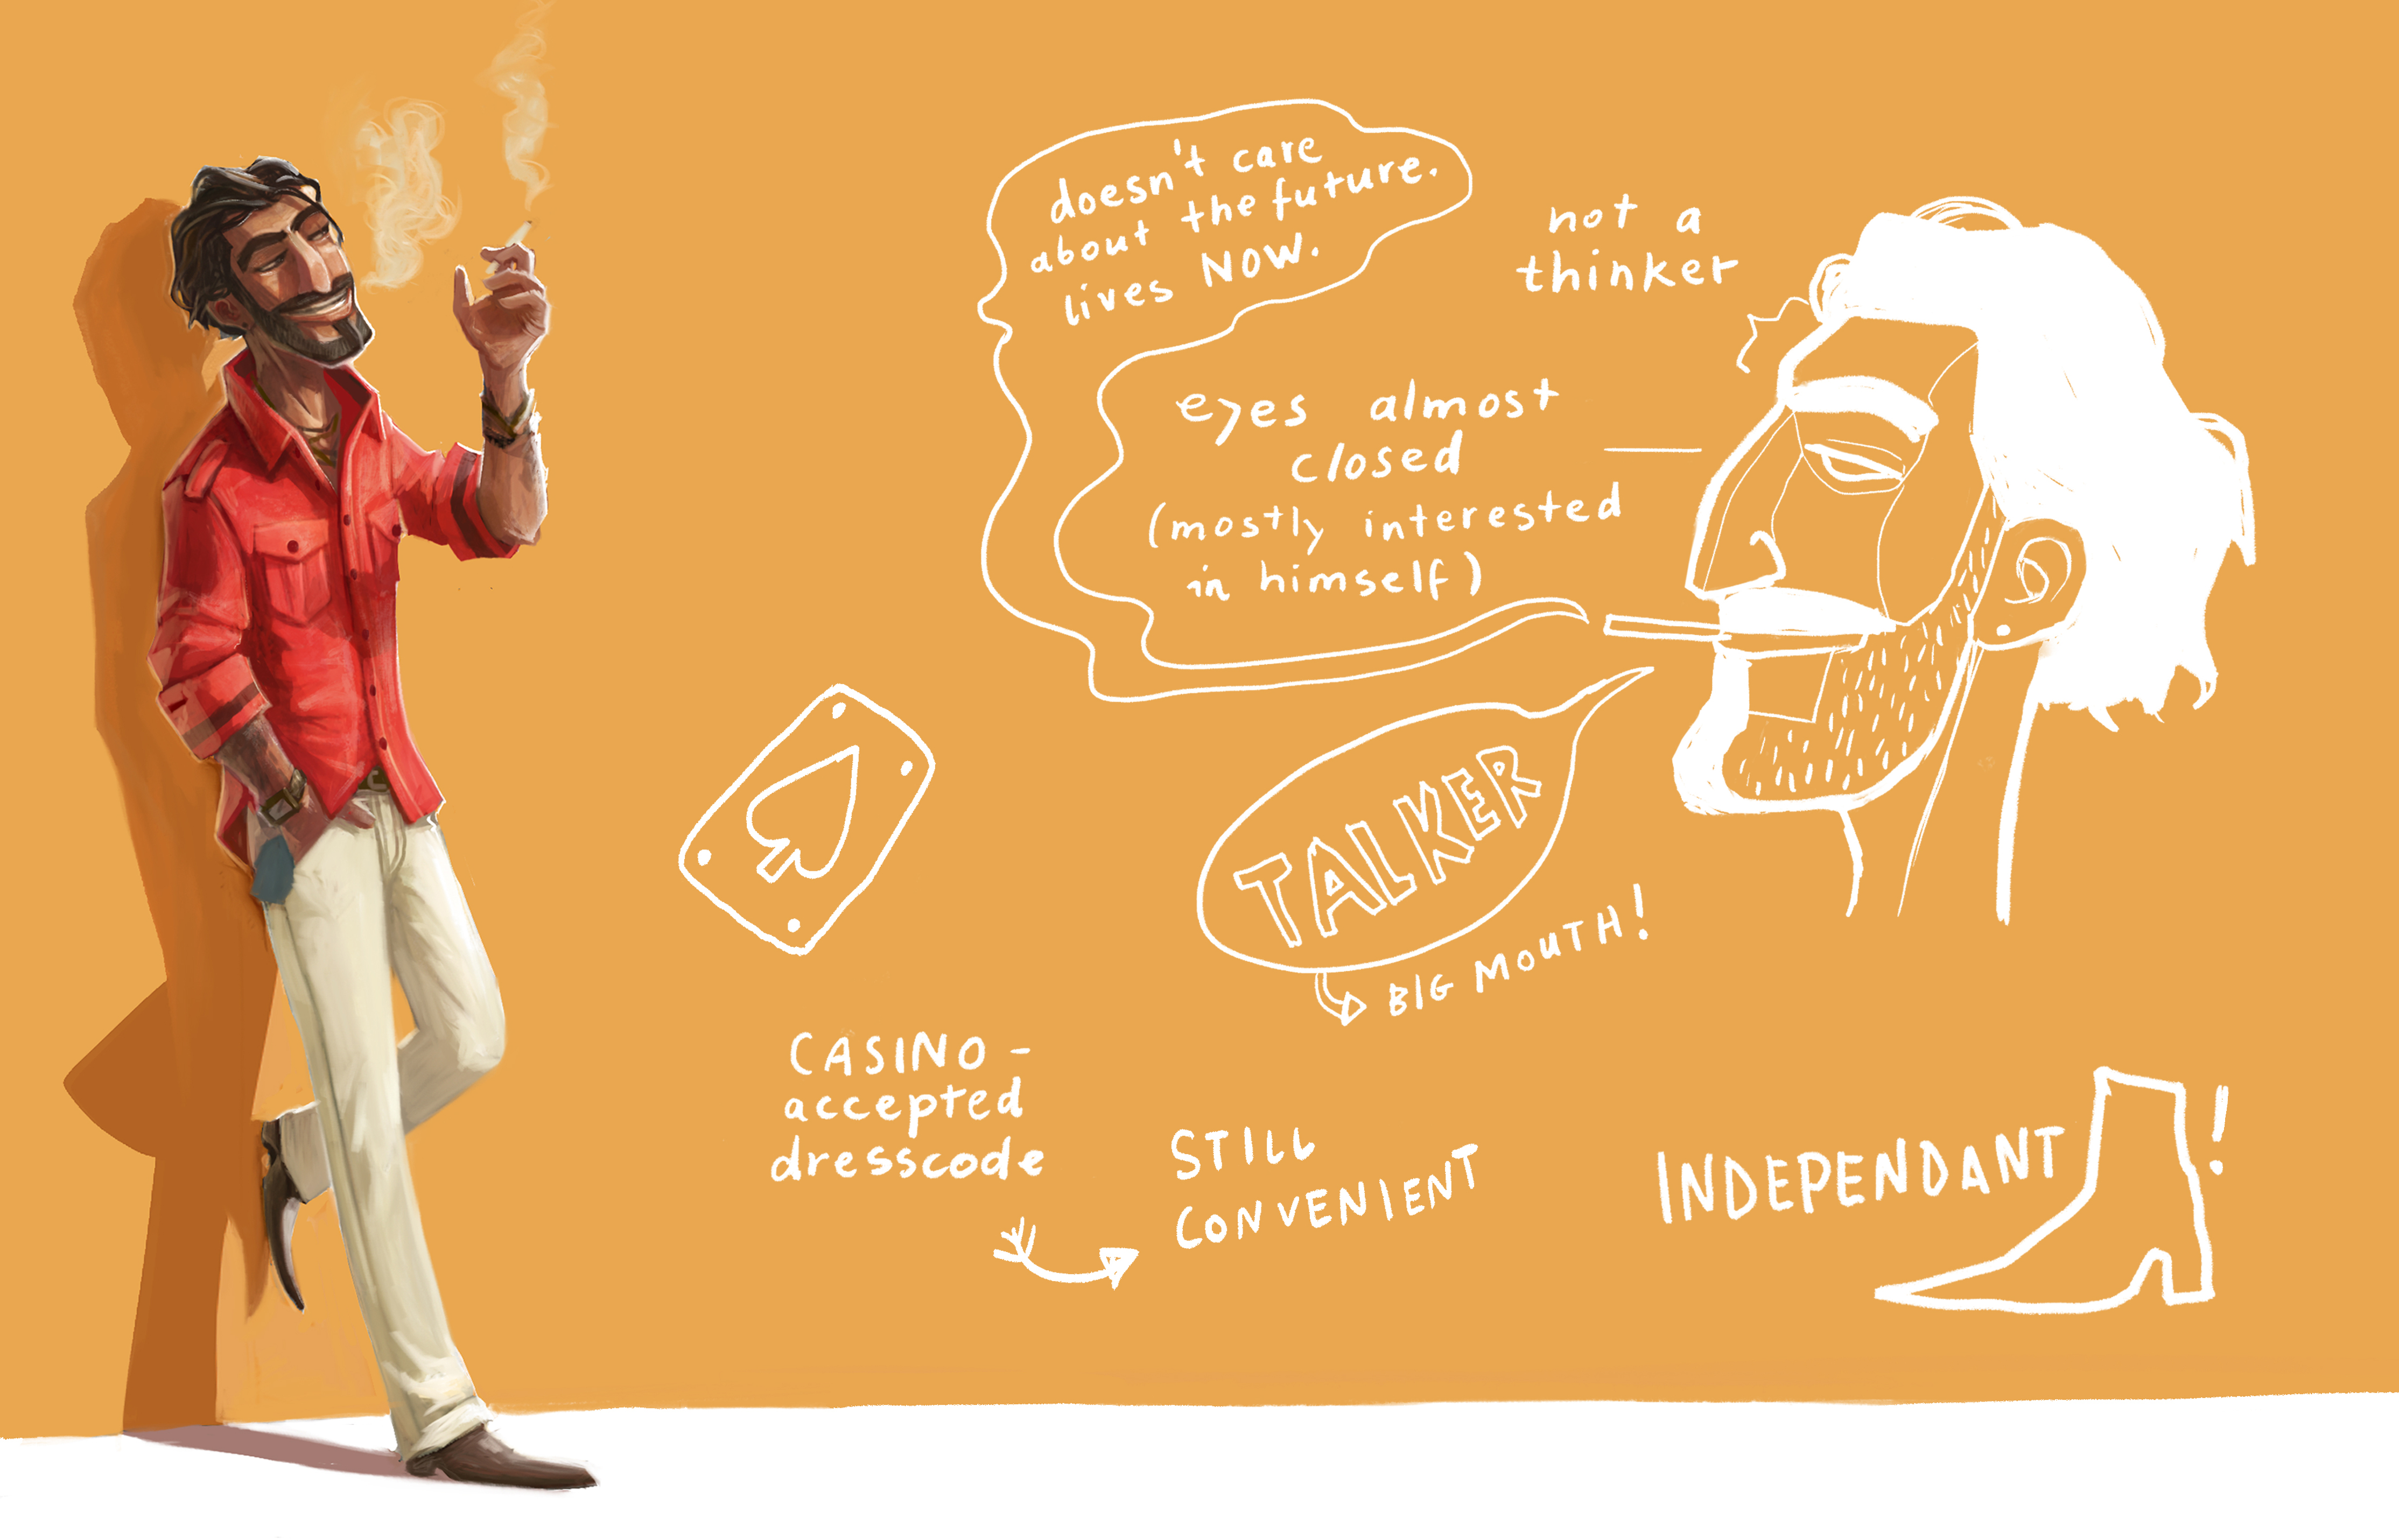 doesn't care
about the future.
lives NOW.
not a
thinker
eyes almost
closed
(mostly interested
in himself)
TALKER
BIG MOUTH!
CASINO-
accepted
dresscode
STILL
CONVENIENT
INDEPENDANT!